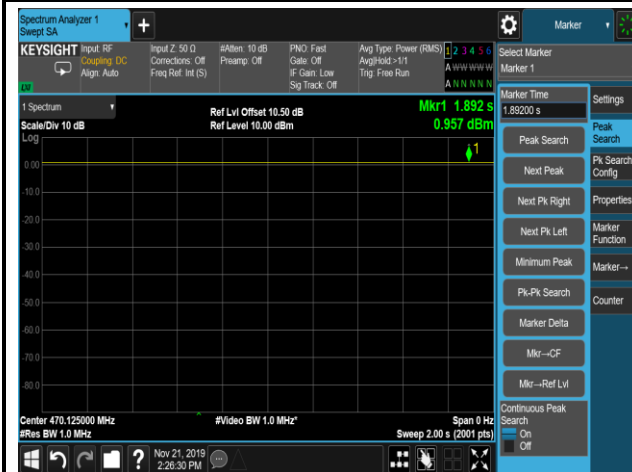 Spectrum Analyzer 1
Swept SA
Marker
KEYSIGHT
Input: RF
Coupling: DC
Align: Auto
Input Z: 50 Ω
Corrections: Off
Freq Ref: Int (S)
#Atten: 10 dB
Preamp: Off
PNO: Fast
Gate: Off
IF Gain: Low
Sig Track: Off
Avg Type: Power (RMS)
Avg|Hold:>1/1
Trig: Free Run
1 2 3 4 5 6
A W W W W W
A N N N N N
Select Marker
Marker 1
1 Spectrum
Scale/Div 10 dB
Log
Ref Lvl Offset 10.50 dB
Ref Level 10.00 dBm
Mkr1 1.892 s
0.957 dBm
1
0.00
-10.0
-20.0
-30.0
-40.0
-50.0
-60.0
-70.0
-80.0
Center 470.125000 MHz
#Res BW 1.0 MHz
#Video BW 1.0 MHz*
Span 0 Hz
Sweep 2.00 s (2001 pts)
Marker Time
1.89200 s
Peak Search
Next Peak
Next Pk Right
Next Pk Left
Minimum Peak
Pk-Pk Search
Marker Delta
Mkr→CF
Mkr→Ref Lvl
Continuous Peak
Search
On
Off
Settings
Peak
Search
Pk Search
Config
Properties
Marker
Function
Marker→
Counter
Nov 21, 2019
2:26:30 PM